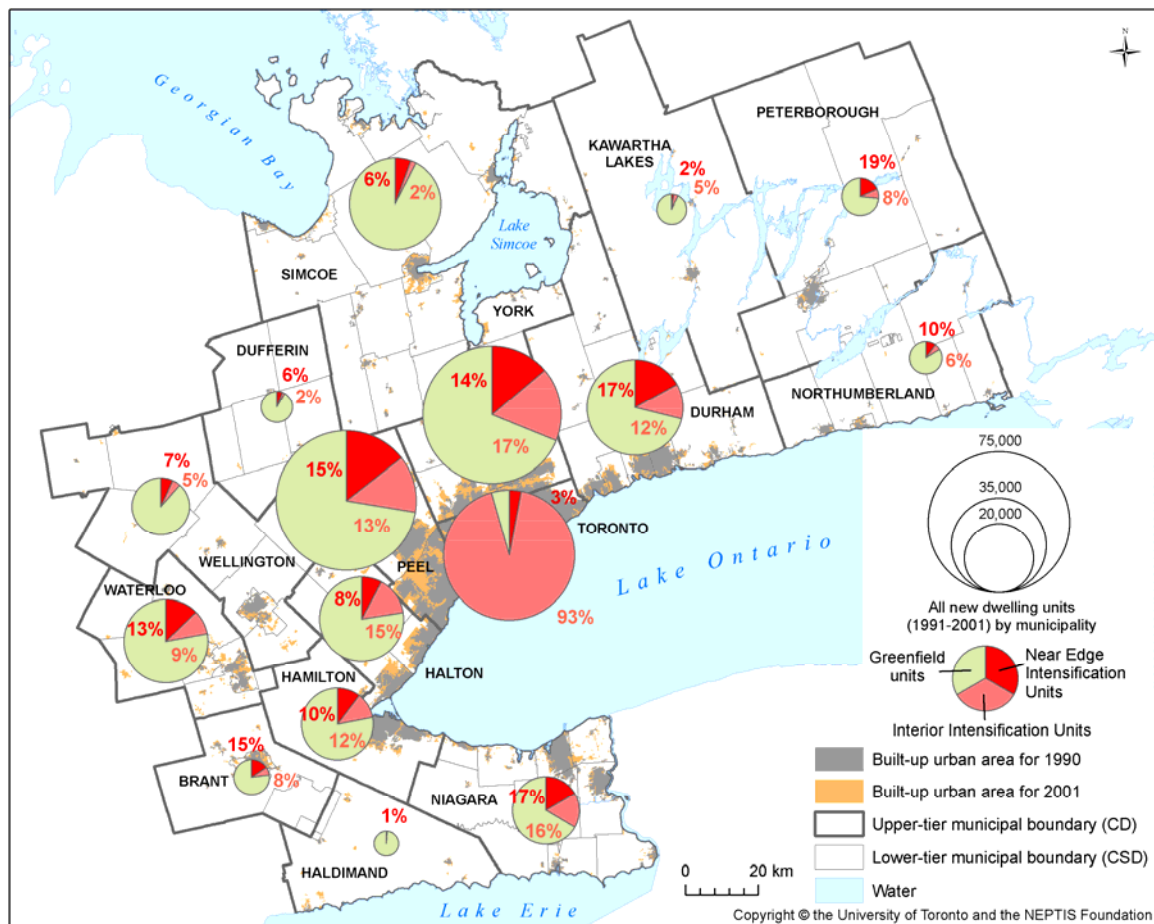 N
Georgian Bay
PETERBOROUGH
KAWARTHA
LAKES
2%
5%
19%
8%
6%
2%
Lake
Simcoe
SIMCOE
YORK
DUFFERIN
6%
2%
14%
17%
17%
12%
DURHAM
10%
6%
NORTHUMBERLAND
7%
5%
15%
13%
3%
TORONTO
93%
WELLINGTON
PEEL
Lake Ontario
WATERLOO
13%
9%
8%
15%
HALTON
HAMILTON
10%
12%
15%
8%
BRANT
NIAGARA
17%
16%
1%
HALDIMAND
Lake Erie
0
20 km
75,000
35,000
20,000
All new dwelling units
(1991-2001) by municipality
Greenfield
units
Near Edge
Intensification
Units
Interior Intensification Units
Built-up urban area for 1990
Built-up urban area for 2001
Upper-tier municipal boundary (CD)
Lower-tier municipal boundary (CSD)
Water
Copyright © the University of Toronto and the NEPTIS Foundation